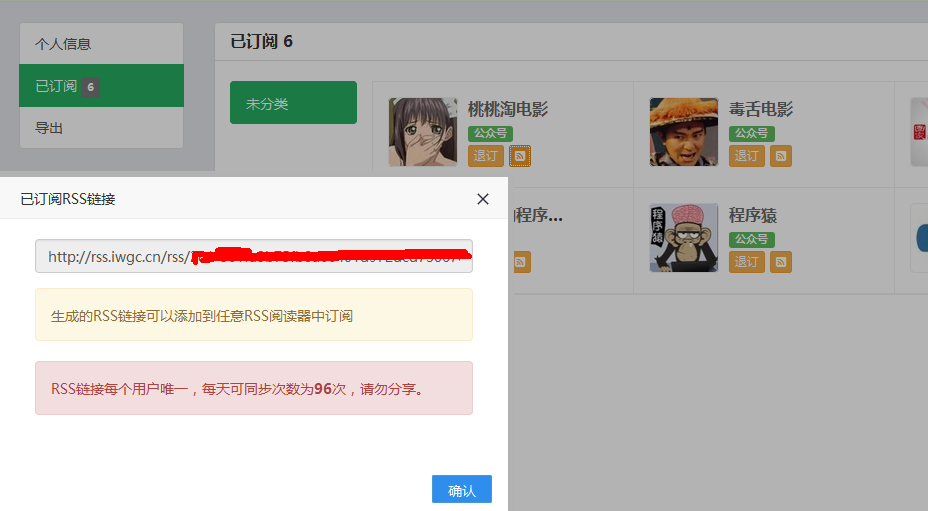 个人信息
已订阅 6
导出
已订阅 6
未分类
桃桃淘电影
公众号
退订
毒舌电影
公众号
退订
程序...
程序猿
程序猿
公众号
退订
已订阅RSS链接
http://rss.iwgc.cn/rss/
生成的RSS链接可以添加到任意RSS阅读器中订阅
RSS链接每个用户唯一，每天可同步次数为96次，请勿分享。
确认